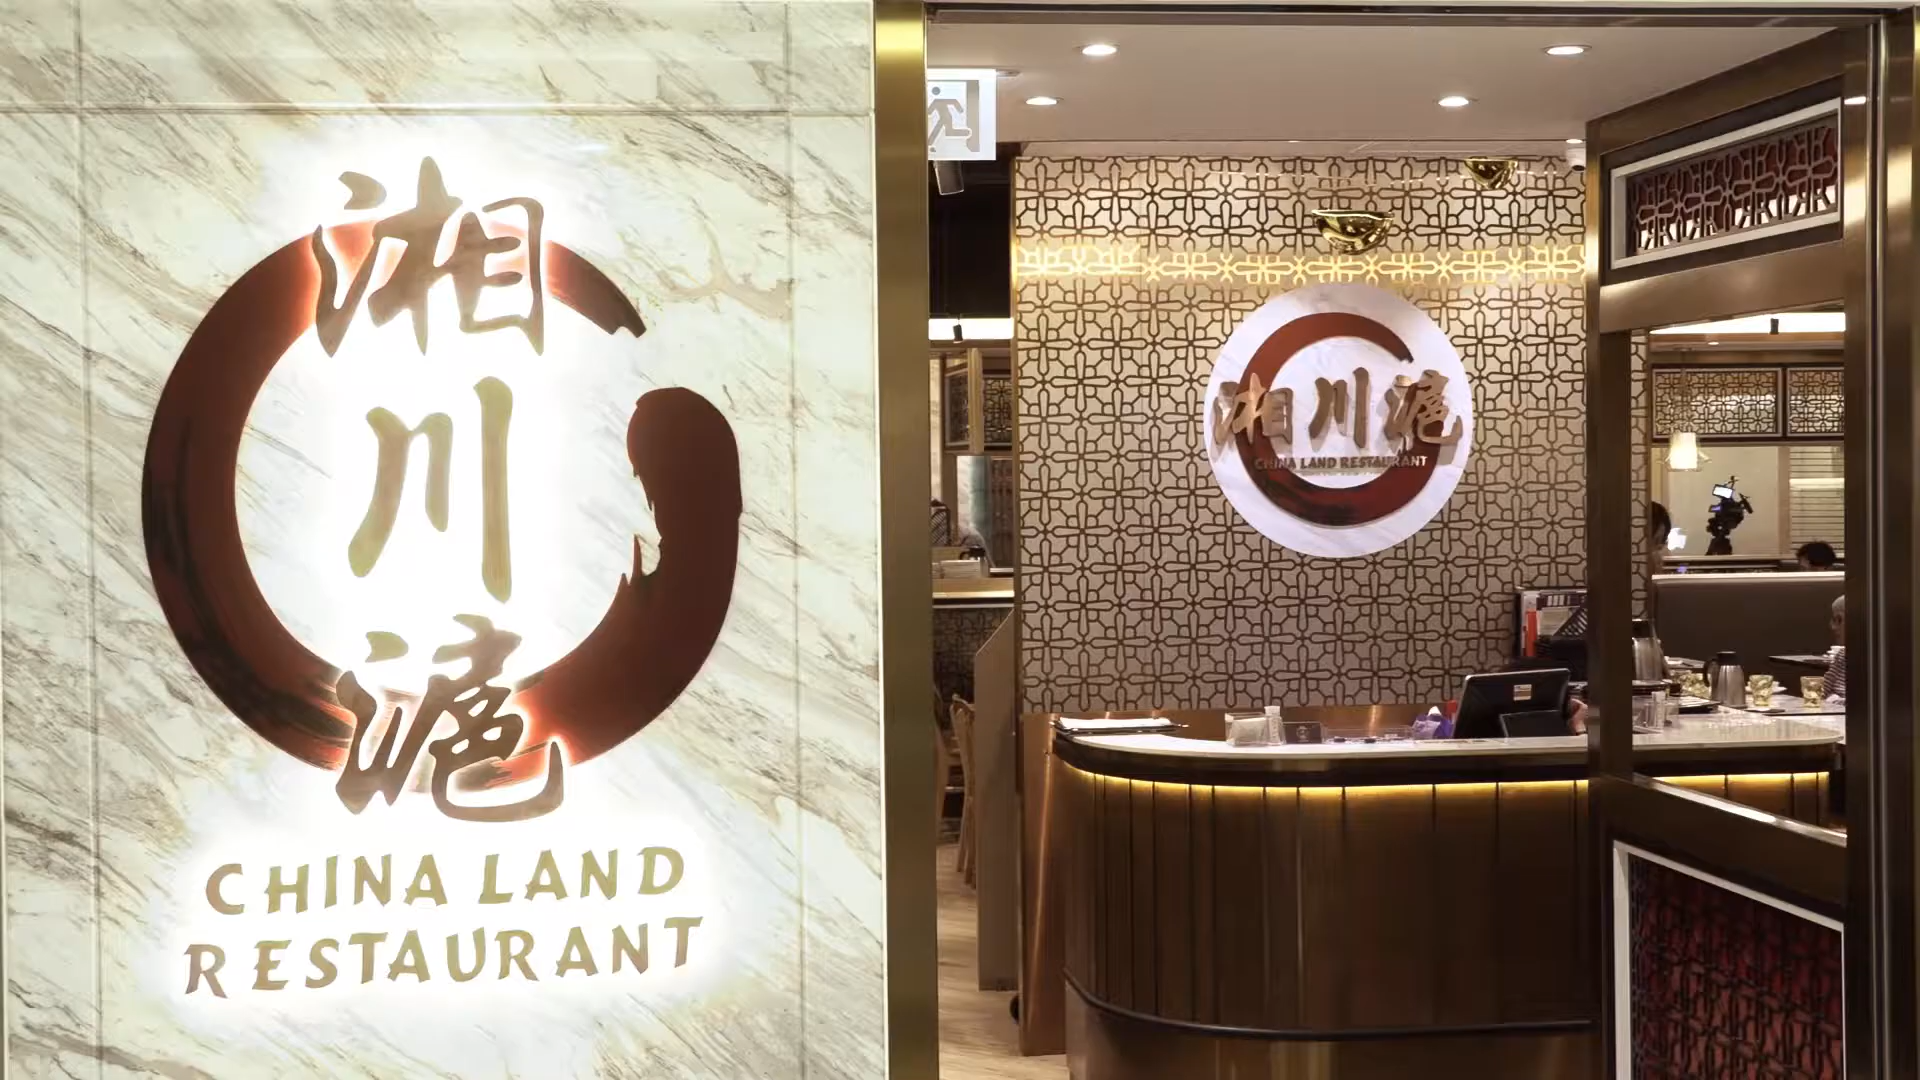 湘
川
滬
CHINA LAND
RESTAURANT
湘川滬
CHINA LAND RESTAURANT